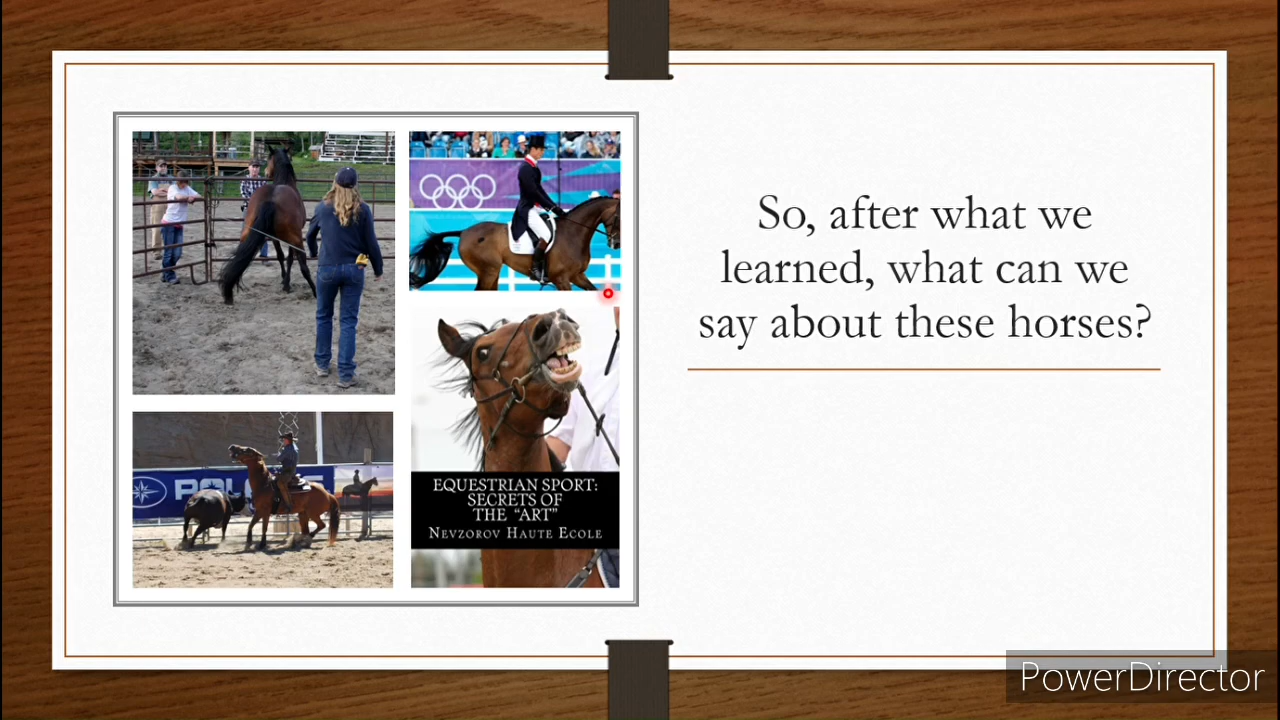 So, after what we
learned, what can we
say about these horses?
EQUESTRIAN SPORT:
SECRETS OF
THE "ART"
NEVZOROV HAUTE ECOLE
PowerDirector